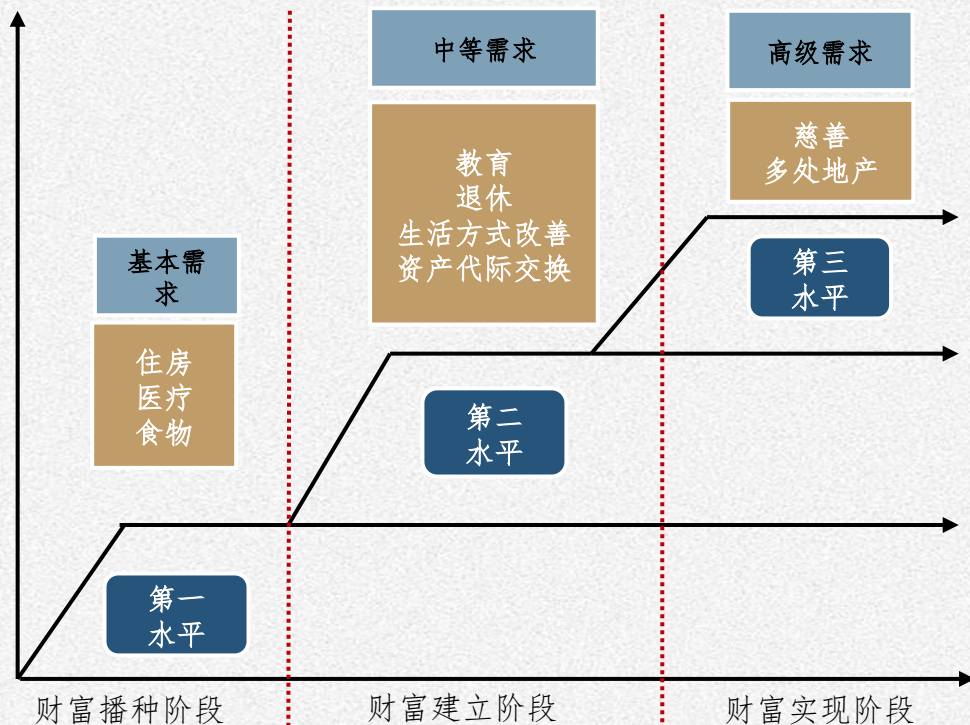 中等需求
高级需求
教育
退休
生活方式改善
资产代际交换
慈善
多处地产
基本需
求
住房
医疗
食物
第三
水平
第二
水平
第一
水平
财富播种阶段
财富建立阶段
财富实现阶段